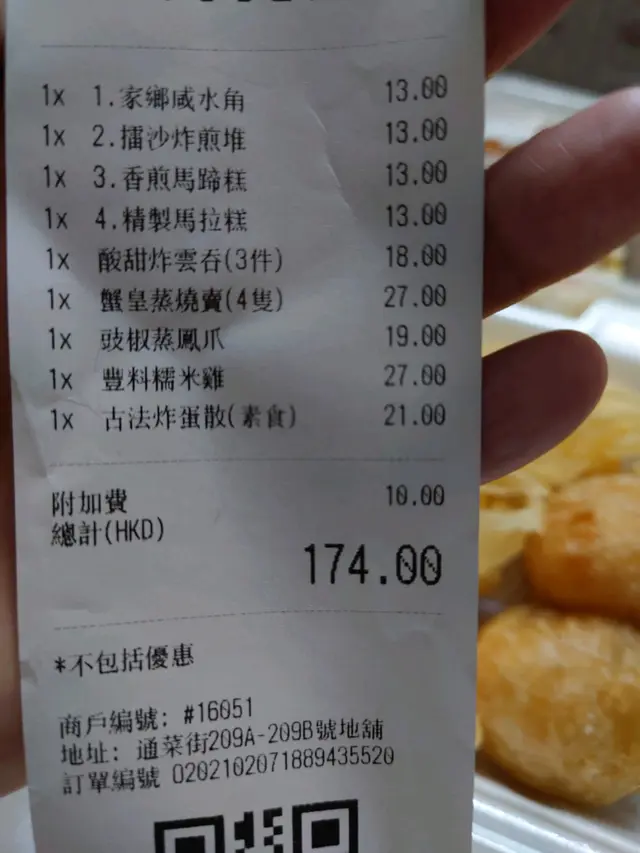 1x 1.家鄉咸水角 13.00
1x 2.擂沙炸煎堆 13.00
1x 3.香煎馬蹄糕 13.00
1x 4.精製馬拉糕 13.00
1x 酸甜炸雲吞(3件) 18.00
1x 蟹皇蒸燒賣(4隻) 27.00
1x 豉椒蒸鳳爪 19.00
1x 豐料糯米雞 27.00
1x 古法炸蛋散(素食) 21.00
附加費 10.00
總計(HKD)
174.00
*不包括優惠
商戶編號: #16051
地址: 通菜街209A-209B號地舖
訂單編號 0202102071889435520